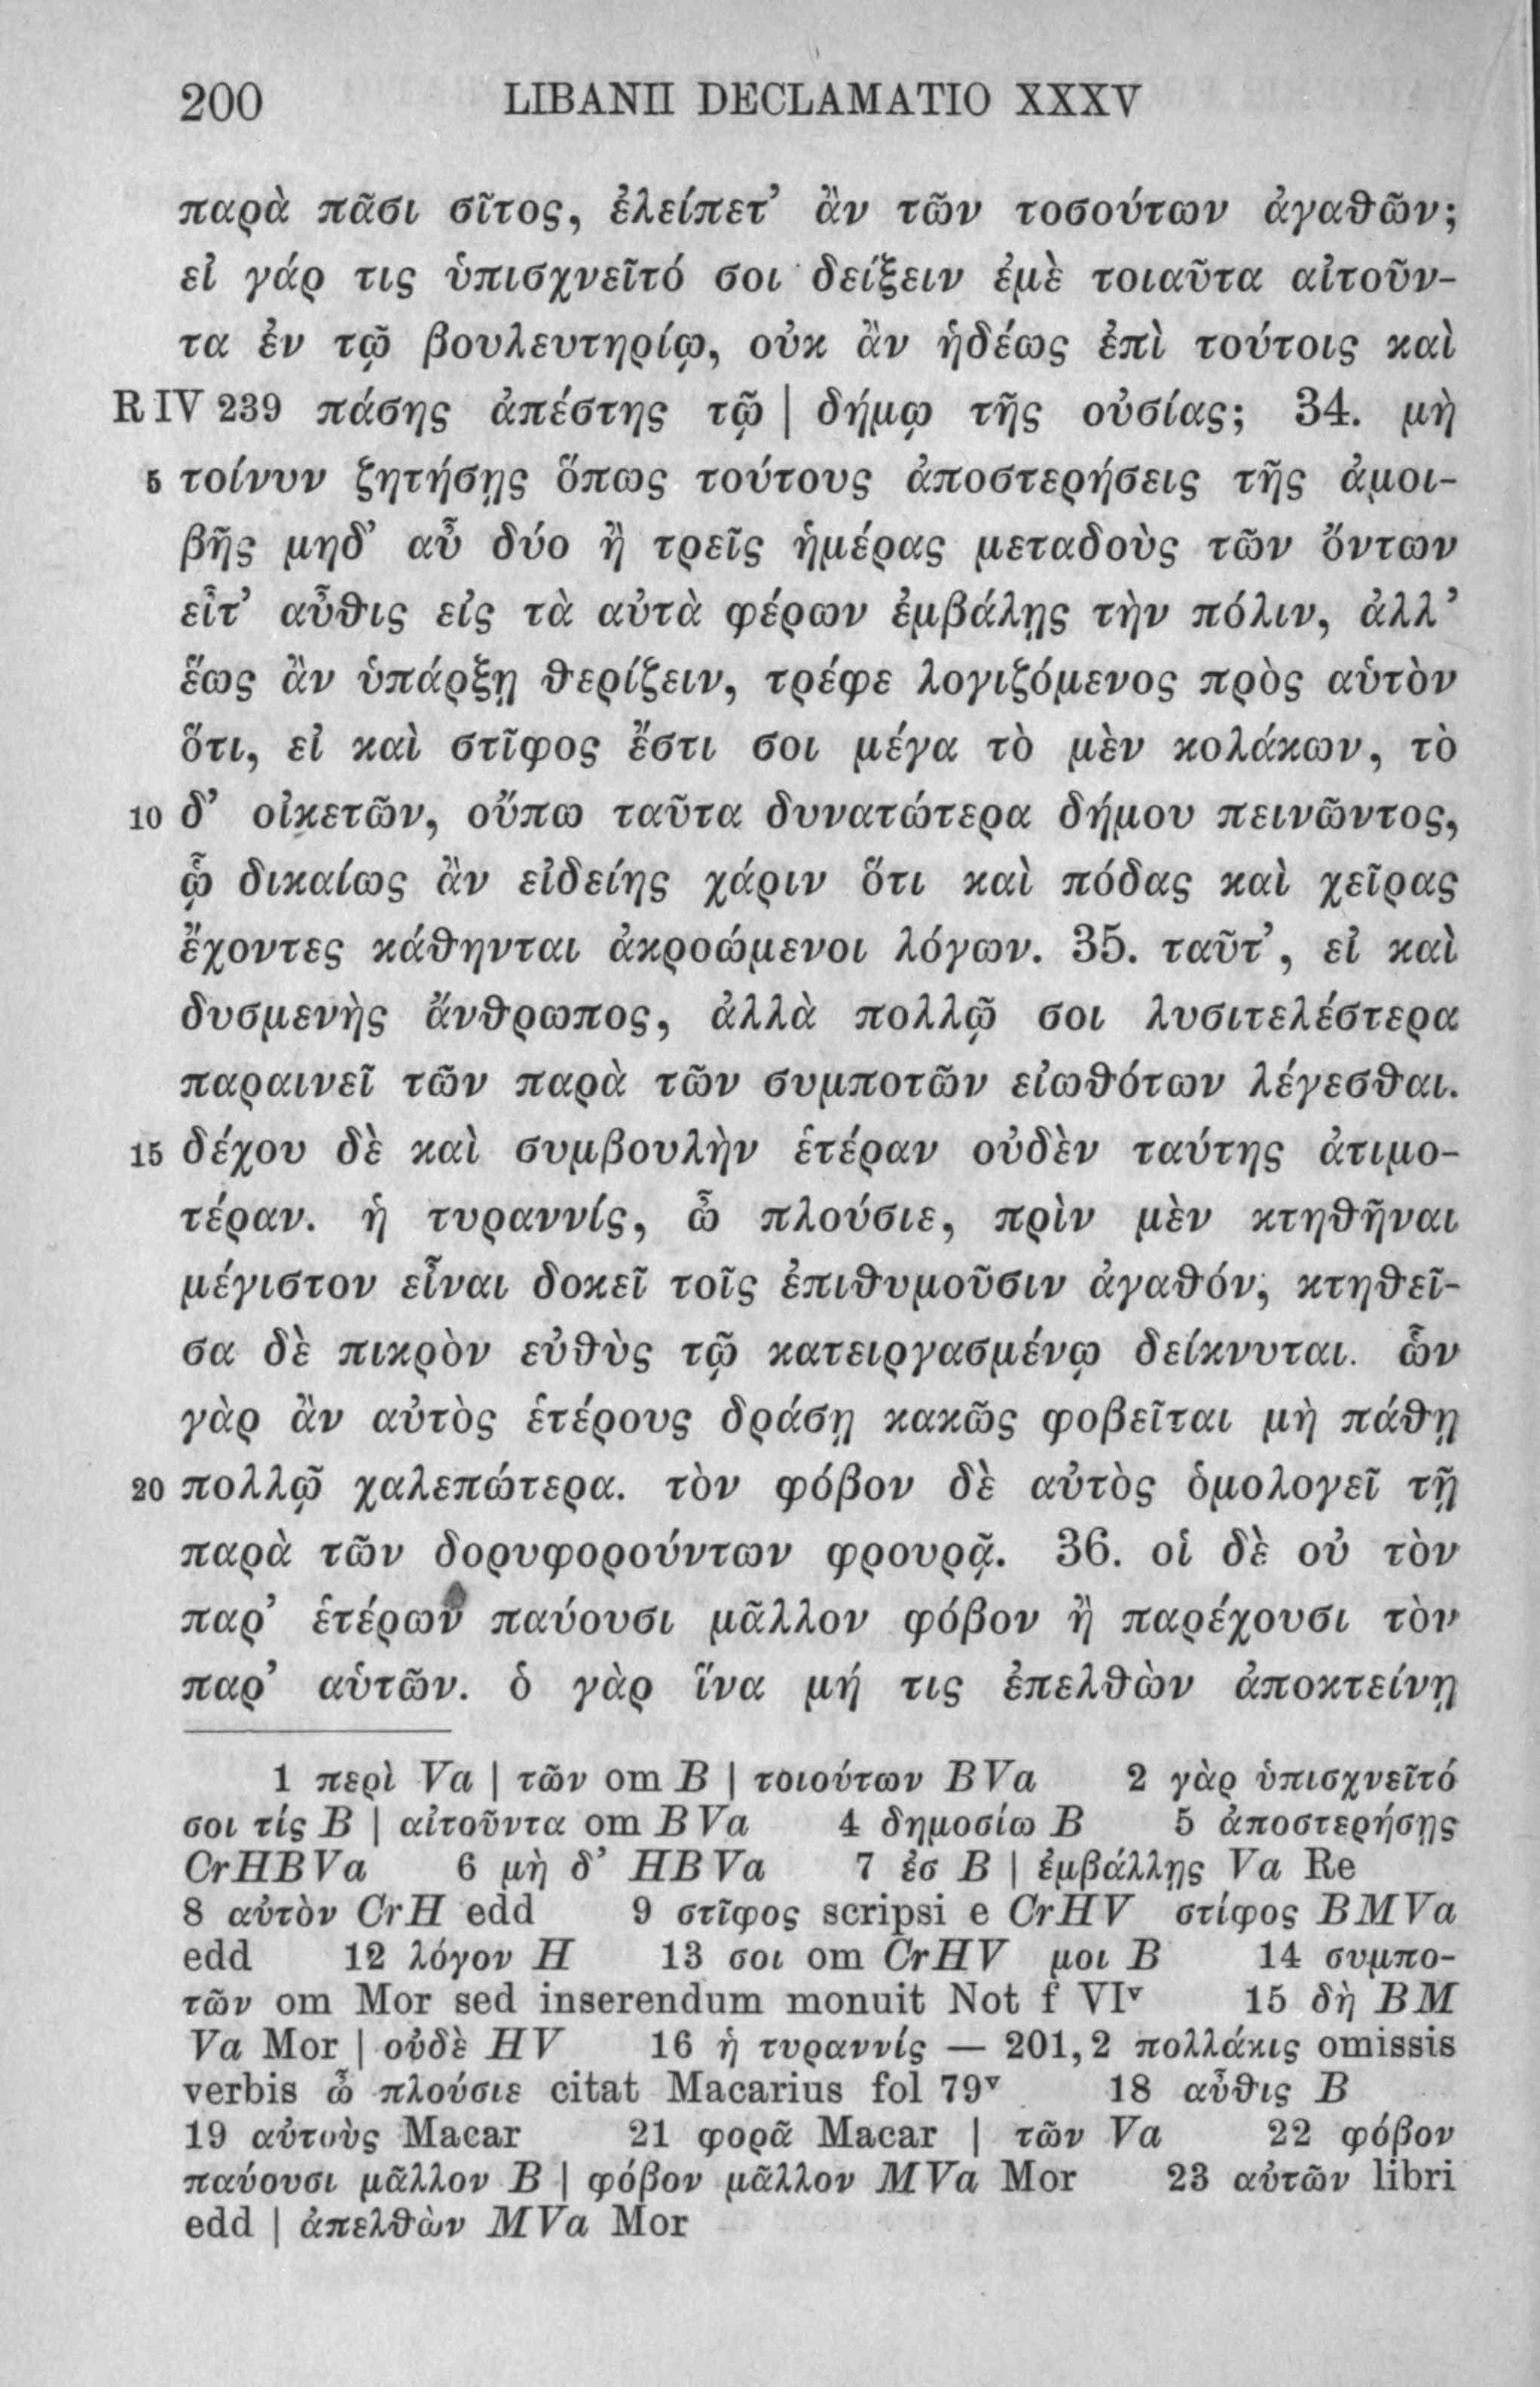 200 LIBANII DECLAMATIO XXXV
παρὰ πᾶσι σῖτος, ἐλείπετ’ ἂν τῶν τοσούτων ἀγαθῶν;
εἰ γάρ τις ὑπισχνεῖτό σοι δείξειν ἐμὲ τοιαῦτα αἰτοῦν-
τα ἐν τῷ βουλευτηρίῳ, οὐκ ἂν ἡδέως ἐπὶ τούτοις καὶ
R IV 239 πάσης ἀπέστης τῷ | δήμῳ τῆς οὐσίας; 34. μὴ
5 τοίνυν ζητήσῃς ὅπως τούτους ἀποστερήσεις τῆς ἀμοι-
βῆς μηδ’ αὖ δύο ἢ τρεῖς ἡμέρας μεταδοὺς τῶν ὄντων
εἶτ’ αὖθις εἰς τὰ αὐτὰ φέρων ἐμβάλῃς τὴν πόλιν, ἀλλ’
ἕως ἂν ὑπάρξῃ θερίζειν, τρέφε λογιζόμενος πρὸς αὑτὸν
ὅτι, εἰ καὶ στῖφος ἔστι σοι μέγα τὸ μὲν κολάκων, τὸ
10 δ’ οἰκετῶν, οὔπω ταῦτα δυνατώτερα δήμου πεινῶντος,
ᾧ δικαίως ἂν εἰδείης χάριν ὅτι καὶ πόδας καὶ χεῖρας
ἔχοντες κάθηνται ἀκροώμενοι λόγων. 35. ταῦτ’, εἰ καὶ
δυσμενὴς ἄνθρωπος, ἀλλὰ πολλῷ σοι λυσιτελέστερα
παραινεῖ τῶν παρὰ τῶν συμποτῶν εἰωθότων λέγεσθαι.
15 δέχου δὲ καὶ συμβουλὴν ἑτέραν οὐδὲν ταύτης ἀτιμο-
τέραν. ἡ τυραννίς, ὦ πλούσιε, πρὶν μὲν κτηθῆναι
μέγιστον εἶναι δοκεῖ τοῖς ἐπιθυμοῦσιν ἀγαθόν, κτηθεῖ-
σα δὲ πικρὸν εὐθὺς τῷ κατειργασμένῳ δείκνυται. ὧν
γὰρ ἂν αὐτὸς ἑτέρους δράσῃ κακῶς φοβεῖται μὴ πάθῃ
20 πολλῷ χαλεπώτερα. τὸν φόβον δὲ αὐτὸς ὁμολογεῖ τῇ
παρὰ τῶν δορυφορούντων φρουρᾷ. 36. οἱ δὲ οὐ τὸν
παρ’ ἑτέρων παύουσι μᾶλλον φόβον ἢ παρέχουσι τὸν
παρ’ αὑτῶν. ὁ γὰρ ἵνα μή τις ἐπελθὼν ἀποκτείνῃ
1 περὶ Va | τῶν om B | τοιούτων BVa 2 γὰρ ὑπισχνεῖτό
σοι τίς B | αἰτοῦντα om BVa 4 δημοσίω B 5 ἀποστερήσῃς
CrHBVa 6 μὴ δ’ HBVa 7 ἐσ B | ἐμβάλλῃς Va Re
8 αὐτὸν CrH edd 9 στῖφος scripsi e CrHV στίφος BMVa
edd 12 λόγον H 13 σοι om CrHV μοι B 14 συμπο-
τῶν om Mor sed inserendum monuit Not f VIv 15 δὴ BM
Va Mor | οὐδὲ HV 16 ἡ τυραννίς — 201,2 πολλάκις omissis
verbis ὦ πλούσιε citat Macarius fol 79v 18 αὖθις B
19 αὐτοὺς Macar 21 φορᾶ Macar | τῶν Va 22 φόβον
παύουσι μᾶλλον B | φόβον μᾶλλον MVa Mor 23 αὐτῶν libri
edd | ἀπελθὼν MVa Mor